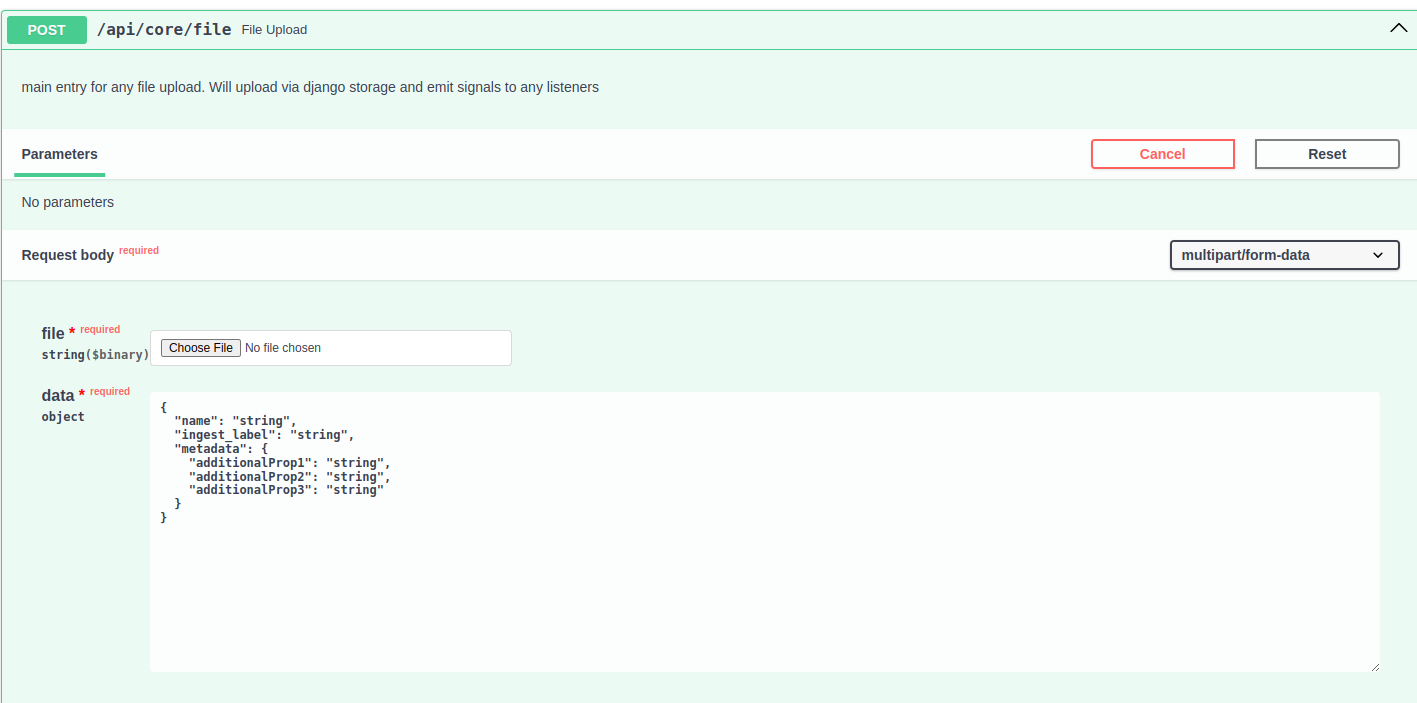 POST /api/core/file File Upload
main entry for any file upload. Will upload via django storage and emit signals to any listeners
Parameters Cancel Reset
No parameters
Request body required multipart/form-data
file * required
string($binary) Choose File No file chosen
data * required
object
{
  "name": "string",
  "ingest_label": "string",
  "metadata": {
    "additionalProp1": "string",
    "additionalProp2": "string",
    "additionalProp3": "string"
  }
}